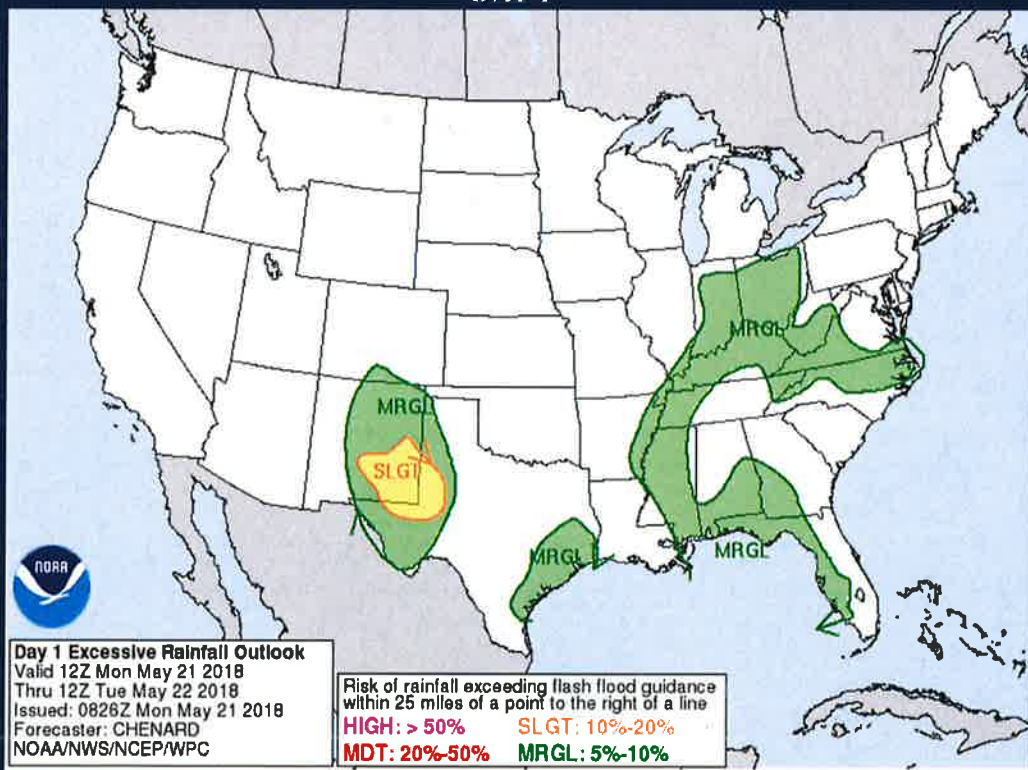 MRGL
MRGL
SLGT
MRGL
MRGL
NOAA
Day 1 Excessive Rainfall Outlook
Valid 12Z Mon May 21 2018
Thru 12Z Tue May 22 2018
Issued: 0826Z Mon May 21 2018
Forecaster: CHENARD
NOAA/NWS/NCEP/WPC
Risk of rainfall exceeding flash flood guidance
within 25 miles of a point to the right of a line
HIGH: > 50% SLGT: 10%-20%
MDT: 20%-50% MRGL: 5%-10%